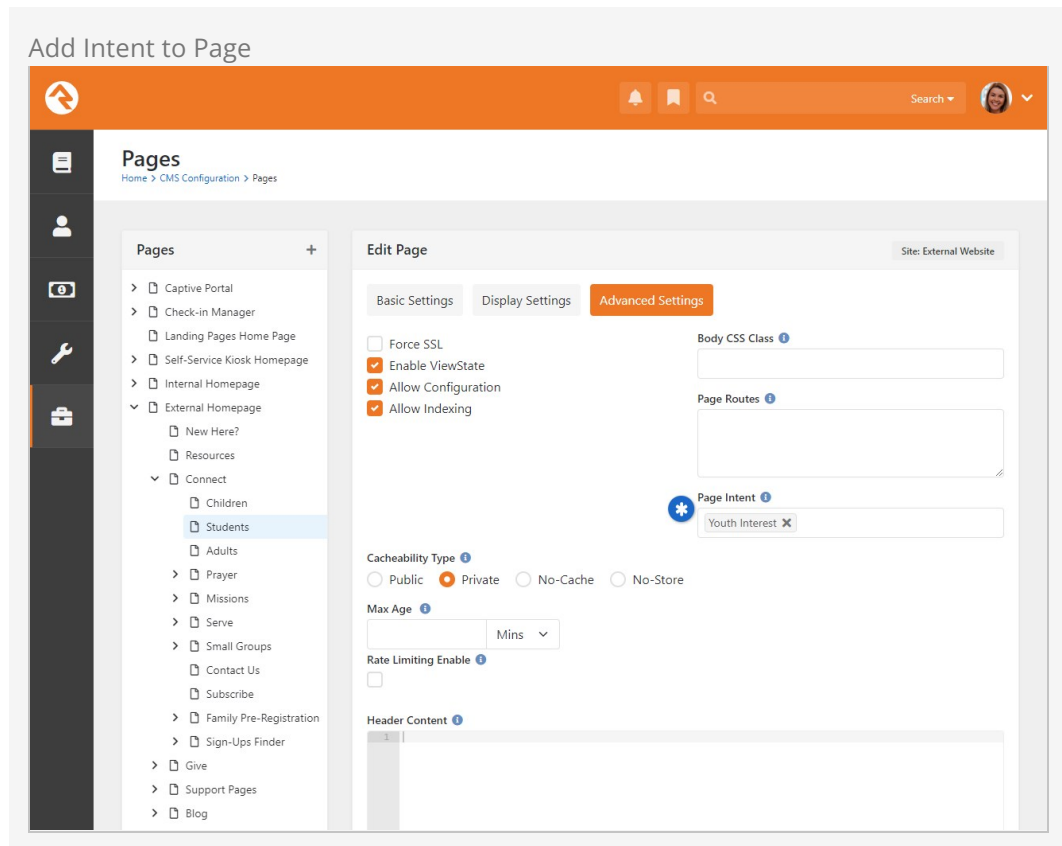 Add Intent to Page
Search
Pages
Home > CMS Configuration > Pages
Pages +
Captive Portal
Check-in Manager
Landing Pages Home Page
Self-Service Kiosk Homepage
Internal Homepage
External Homepage
New Here?
Resources
Connect
Children
Students
Adults
Prayer
Missions
Serve
Small Groups
Contact Us
Subscribe
Family Pre-Registration
Sign-Ups Finder
Give
Support Pages
Blog
Edit Page
Site: External Website
Basic Settings Display Settings Advanced Settings
Force SSL
Enable ViewState
Allow Configuration
Allow Indexing
Body CSS Class
Page Routes
Page Intent
Youth Interest
Cacheability Type
Public Private No-Cache No-Store
Max Age
Mins
Rate Limiting Enable
Header Content
1